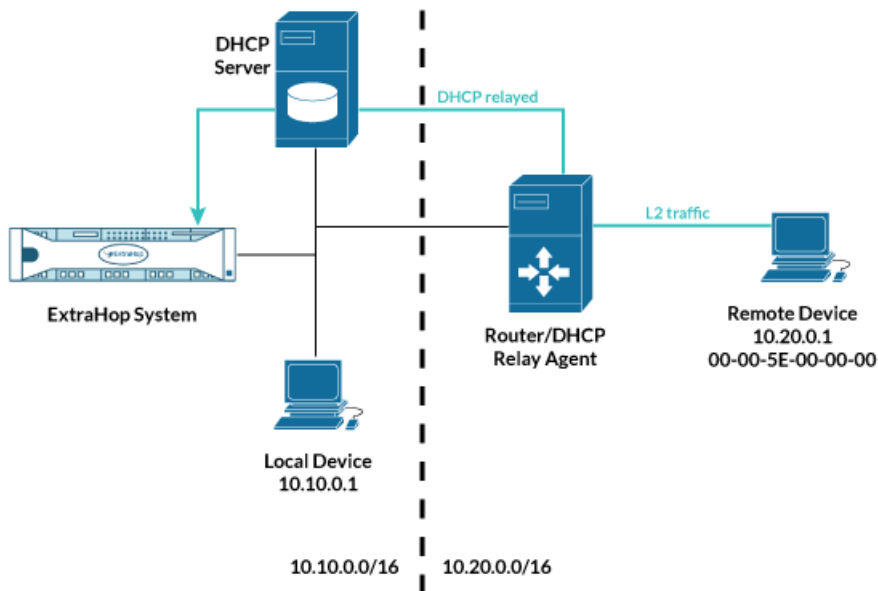 DHCP
Server
DHCP relayed
L2 traffic
ExtraHop
ExtraHop System
Router/DHCP
Relay Agent
Remote Device
10.20.0.1
00-00-5E-00-00-00
Local Device
10.10.0.1
10.10.0.0/16
10.20.0.0/16